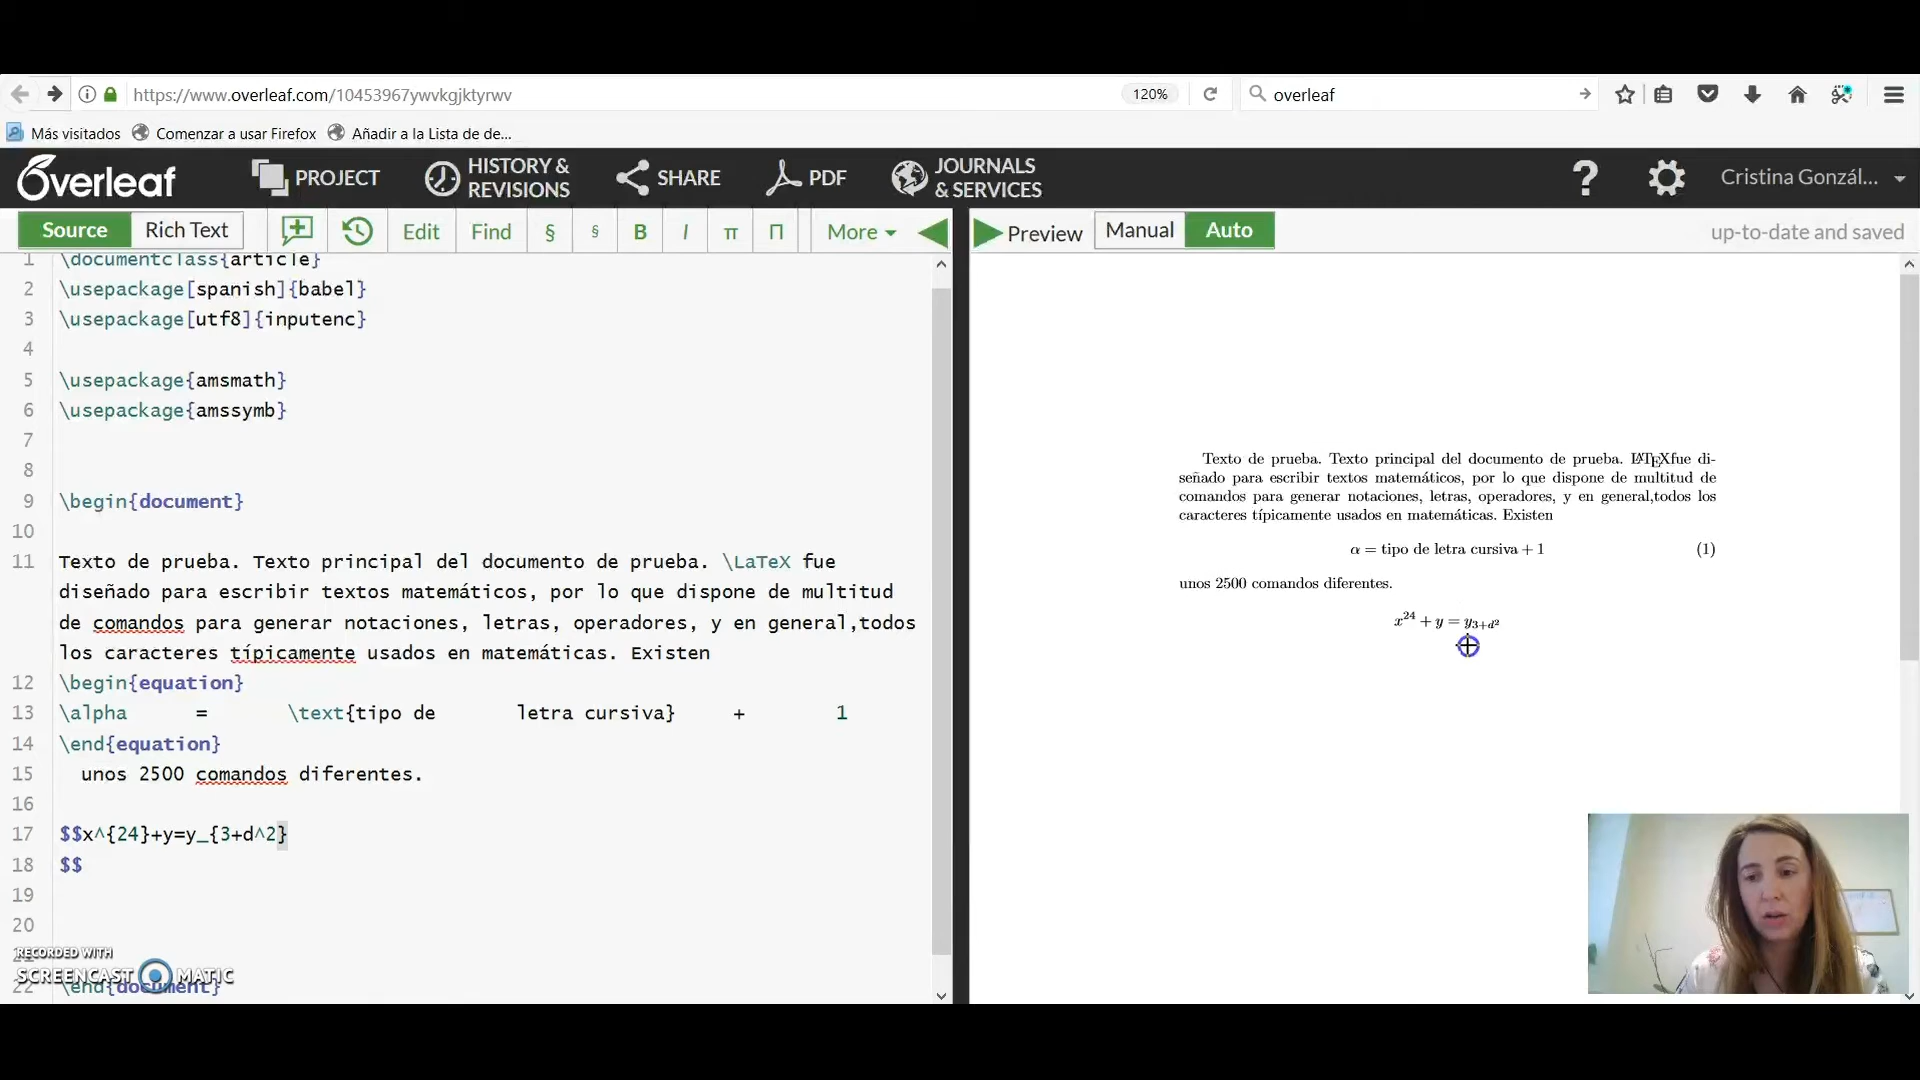 https://www.overleaf.com/10453967ywvkgjktyrwv
120%
overleaf
Más visitados
Comenzar a usar Firefox
Añadir a la Lista de de...
Overleaf
PROJECT
HISTORY &
REVISIONS
SHARE
PDF
JOURNALS
& SERVICES
?
Cristina Gonzál...
Source
Rich Text
Edit
Find
§
§
B
I
π
Π
More
Preview
Manual
Auto
up-to-date and saved
1 \documentclass{article}
2 \usepackage[spanish]{babel}
3 \usepackage[utf8]{inputenc}
4
5 \usepackage{amsmath}
6 \usepackage{amssymb}
7
8
9 \begin{document}
10
11 Texto de prueba. Texto principal del documento de prueba. \LaTeX fue
diseñado para escribir textos matemáticos, por lo que dispone de multitud
de comandos para generar notaciones, letras, operadores, y en general,todos
los caracteres típicamente usados en matemáticas. Existen
12 \begin{equation}
13 \alpha = \text{tipo de letra cursiva} + 1
14 \end{equation}
15 unos 2500 comandos diferentes.
16
17 $$x^{24}+y=y_{3+d^2}
18 $$
19
20
22 \end{document}
RECORDED WITH
SCREENCAST MATIC
Texto de prueba. Texto principal del documento de prueba. LATEXfue di-
señado para escribir textos matemáticos, por lo que dispone de multitud de
comandos para generar notaciones, letras, operadores, y en general,todos los
caracteres típicamente usados en matemáticas. Existen
α = tipo de letra cursiva + 1 (1)
unos 2500 comandos diferentes.
x²⁴ + y = y₃₊d²